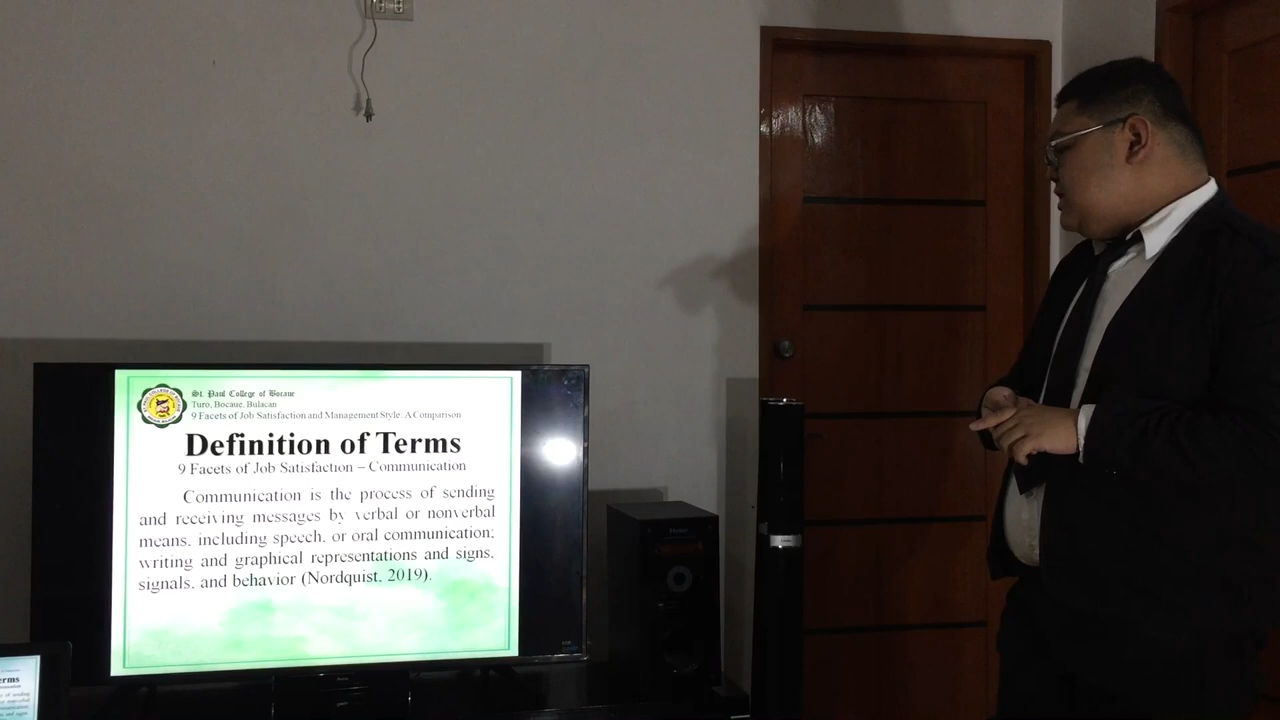 St. Paul College of Bocaue
Turo, Bocaue, Bulacan
9 Facets of Job Satisfaction and Management Style: A Comparison
Definition of Terms
9 Facets of Job Satisfaction – Communication
Communication is the process of sending
and receiving messages by verbal or nonverbal
means, including speech, or oral communication;
writing and graphical representations and signs,
signals, and behavior (Nordquist, 2019).